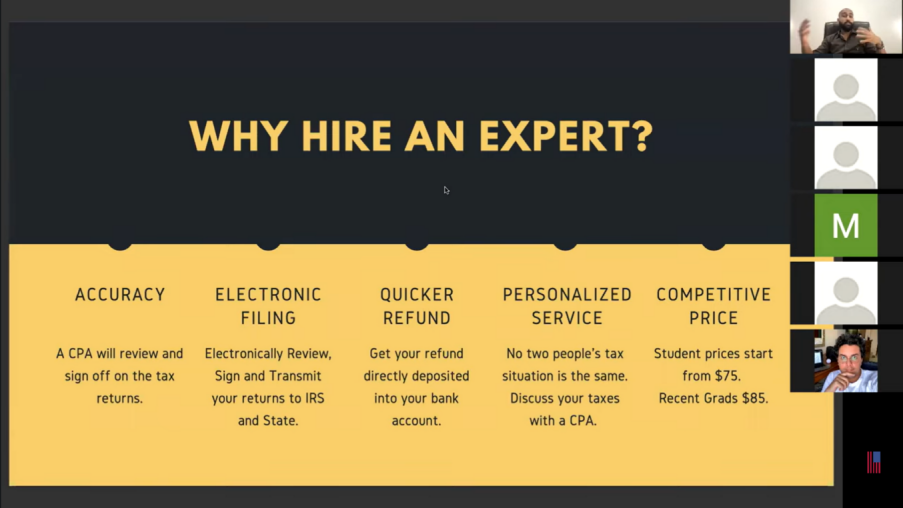 WHY HIRE AN EXPERT?
ACCURACY
A CPA will review and
sign off on the tax
returns.
ELECTRONIC
FILING
Electronically Review,
Sign and Transmit
your returns to IRS
and State.
QUICKER
REFUND
Get your refund
directly deposited
into your bank
account.
PERSONALIZED
SERVICE
No two people's tax
situation is the same.
Discuss your taxes
with a CPA.
COMPETITIVE
PRICE
Student prices start
from $75.
Recent Grads $85.
M